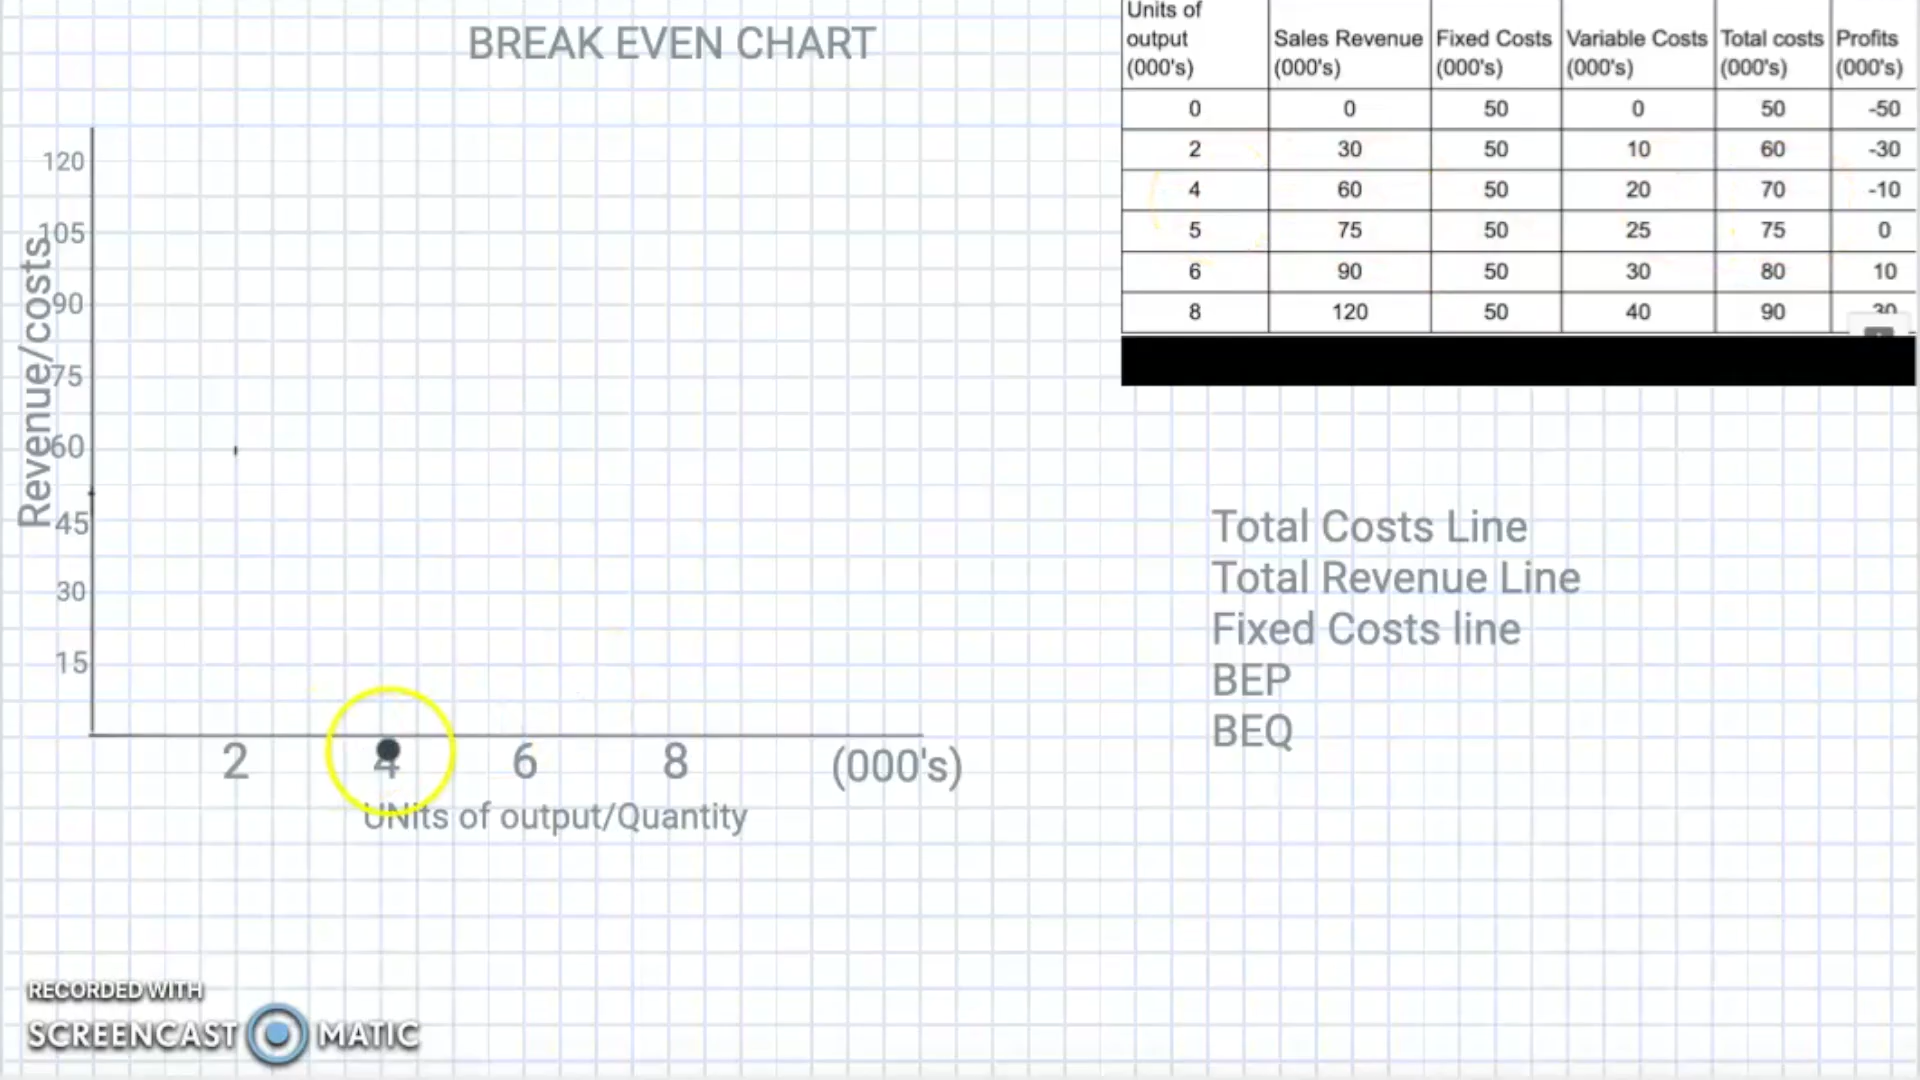 BREAK EVEN CHART
Units of output (000's) Sales Revenue (000's) Fixed Costs (000's) Variable Costs (000's) Total costs (000's) Profits (000's)
0 0 50 0 50 -50
2 30 50 10 60 -30
4 60 50 20 70 -10
5 75 50 25 75 0
6 90 50 30 80 10
8 120 50 40 90 30
Revenue/costs
120
105
90
75
60
45
30
15
2 4 6 8 (000's)
UNits of output/Quantity
Total Costs Line
Total Revenue Line
Fixed Costs line
BEP
BEQ
RECORDED WITH
SCREENCAST MATIC